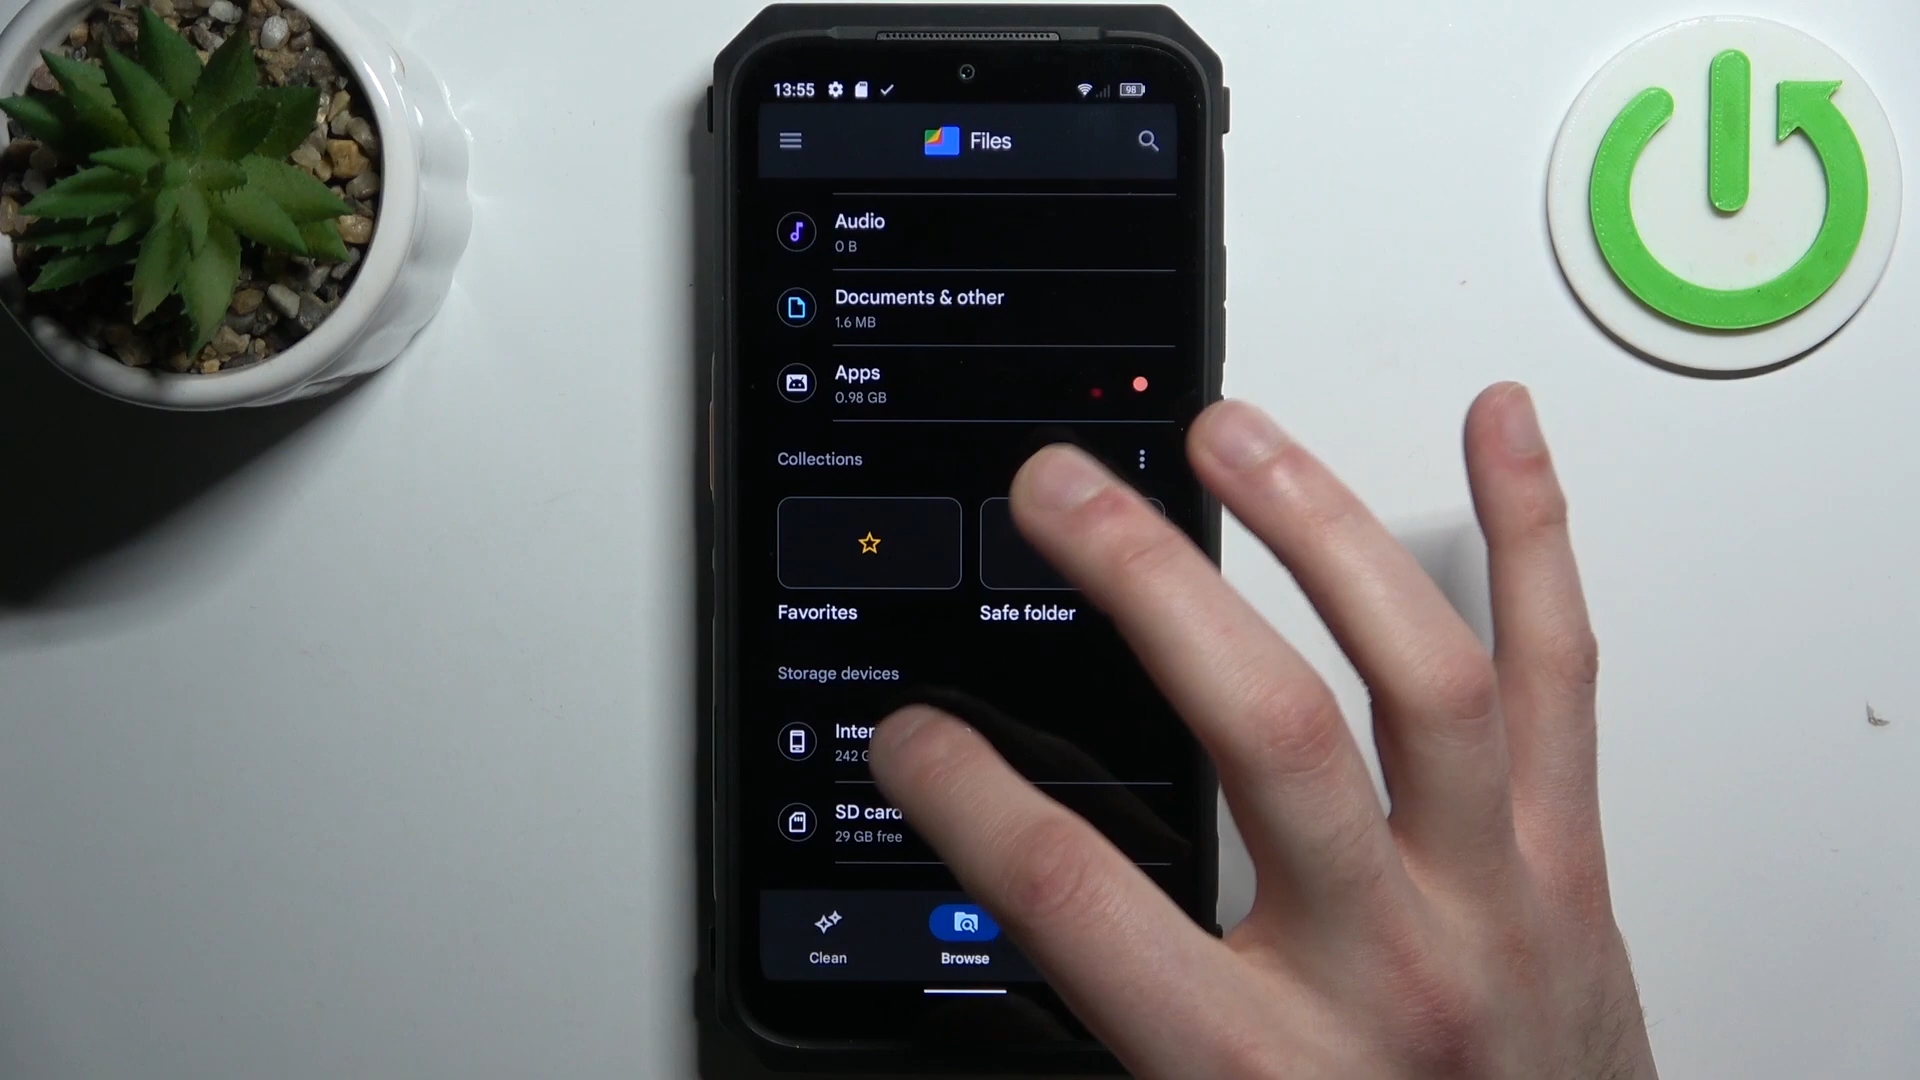 13:55 98
Files
Audio
0 B
Documents & other
1.6 MB
Apps
0.98 GB
Collections
Favorites Safe folder
Storage devices
242
SD card
29 GB free
Clean Browse